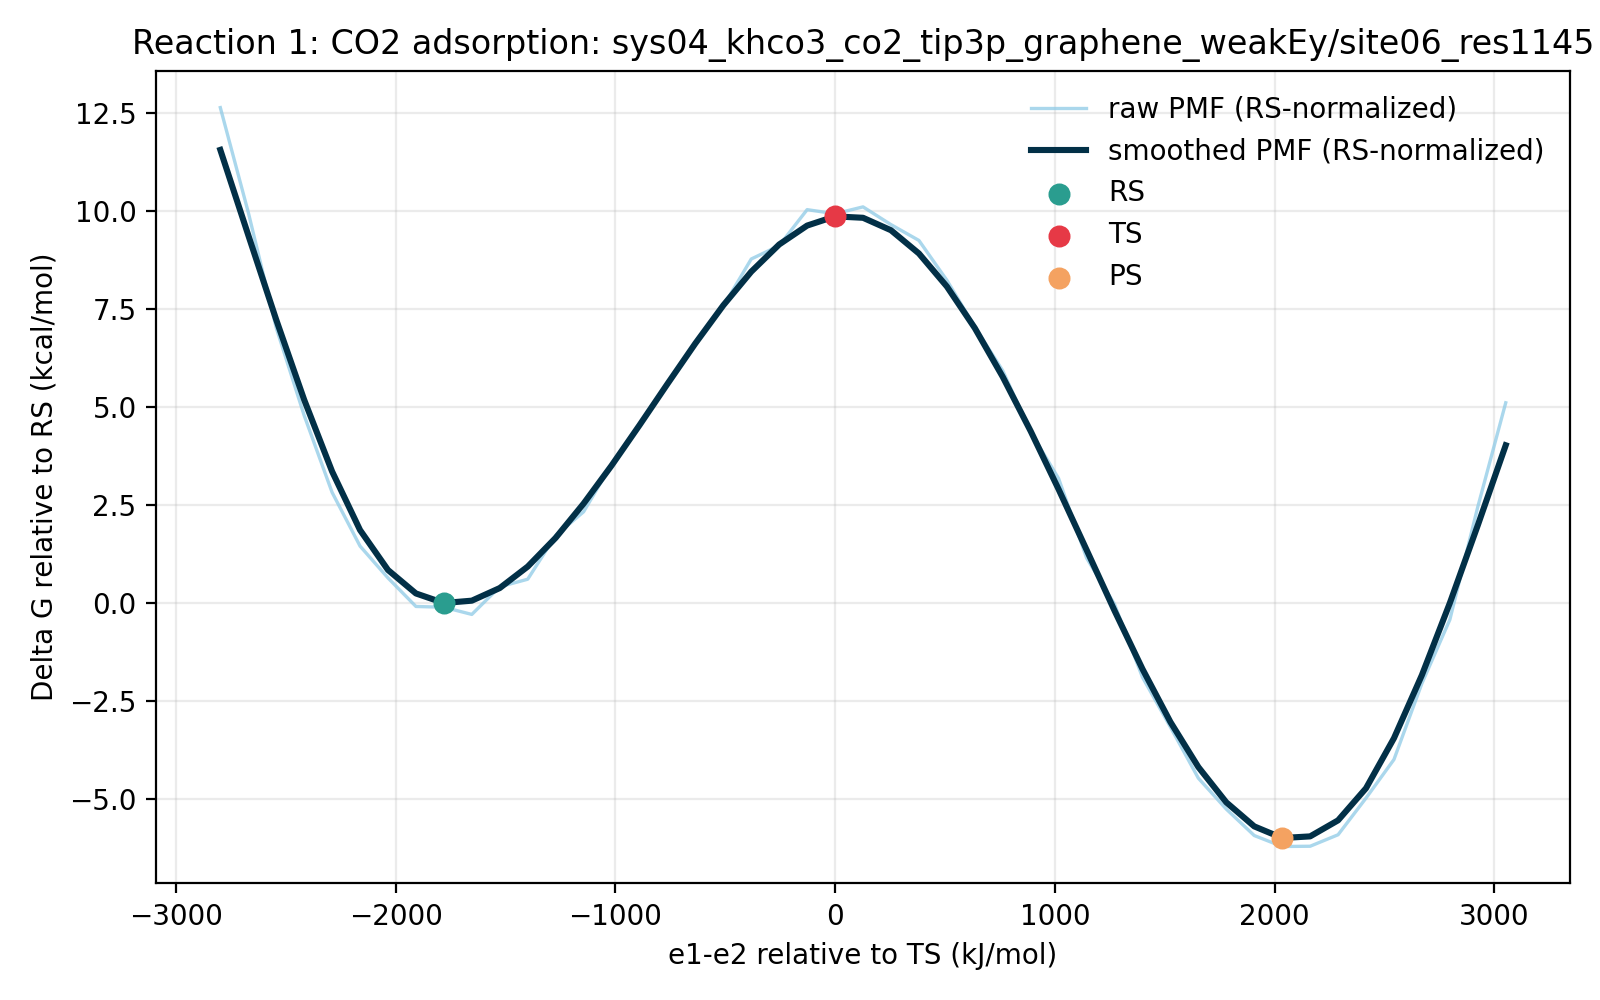 Reaction 1: CO2 adsorption: sys04_khco3_co2_tip3p_graphene_weakEy/site06_res1145
raw PMF (RS-normalized)
smoothed PMF (RS-normalized)
RS
TS
PS
Delta G relative to RS (kcal/mol)
12.5
10.0
7.5
5.0
2.5
0.0
−2.5
−5.0
−3000 −2000 −1000 0 1000 2000 3000
e1-e2 relative to TS (kJ/mol)